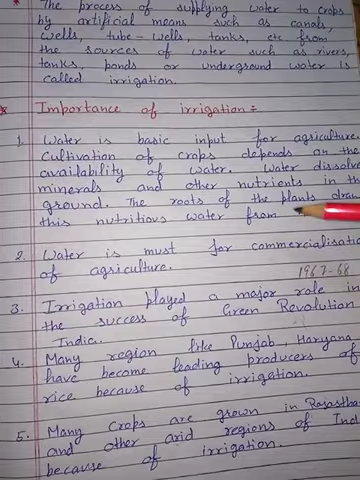 * The process of supplying water to crops
by artificial means such as canals,
wells, tube-wells, tanks, etc from
the sources of water such as rivers,
tanks, ponds or underground water is
called irrigation.
* Importance of irrigation :-
1. Water is basic input for agriculture.
Cultivation of crops depends on the
availability of water. Water dissolve
minerals and other nutrients in the
ground. The roots of the plants draw
this nutritious water from
2. Water is must for commercialisatio
of agriculture.
1967-68
3. Irrigation played a major role in
the success of Green Revolution
India.
4. Many region like Punjab, Haryana
have become leading producers of
rice because of irrigation.
5. Many Crops are grown in Rajastha
and other arid regions of Ind
because of irrigation.